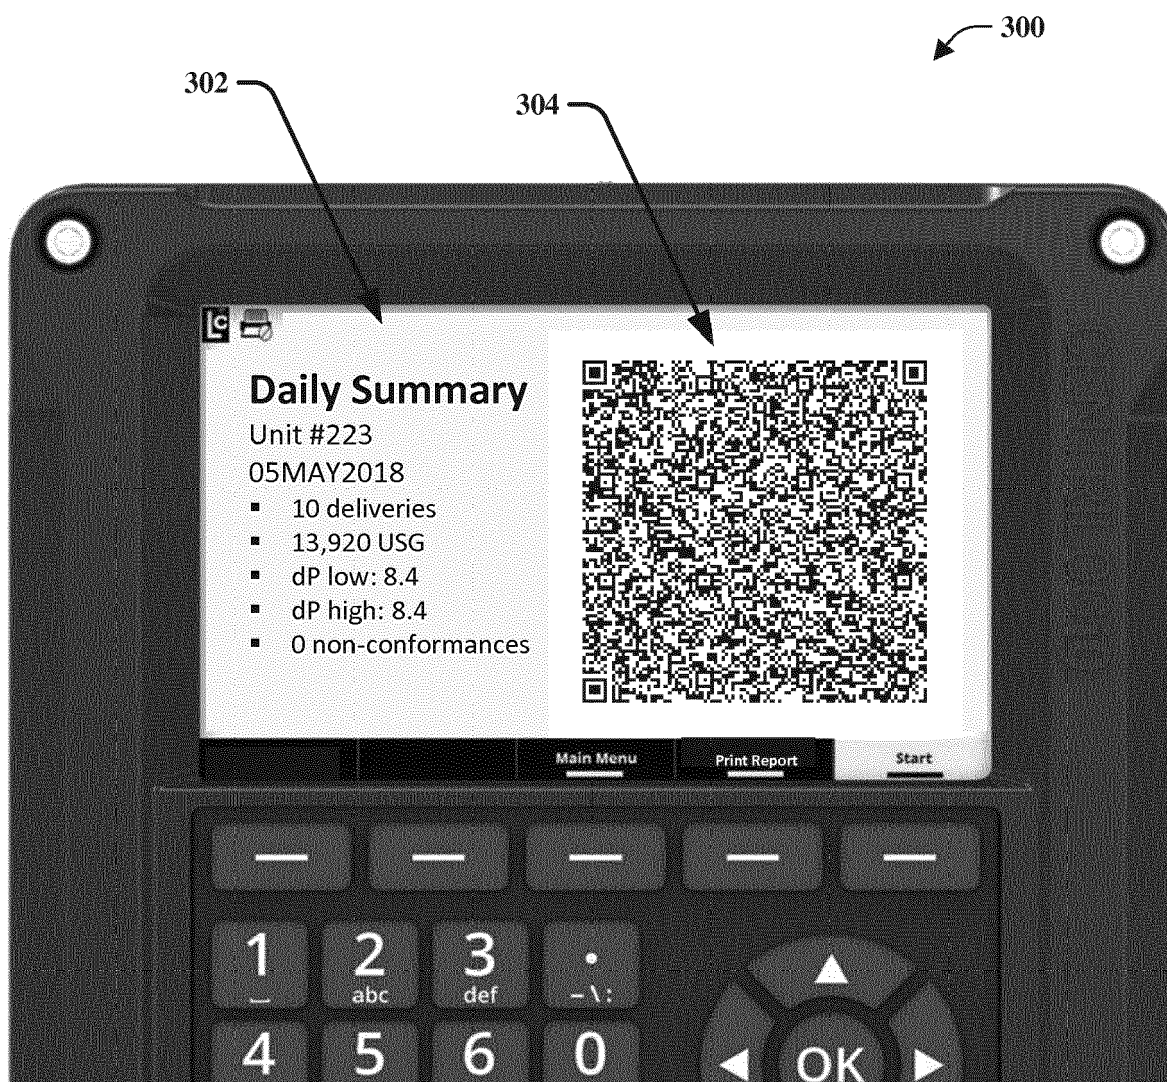 300
302
304
LC
Daily Summary
Unit #223
05MAY2018
▪ 10 deliveries
▪ 13,920 USG
▪ dP low: 8.4
▪ dP high: 8.4
▪ 0 non-conformances
Main Menu Print Report Start
1 2 3 .
abc def – \ :
4 5 6 0 OK